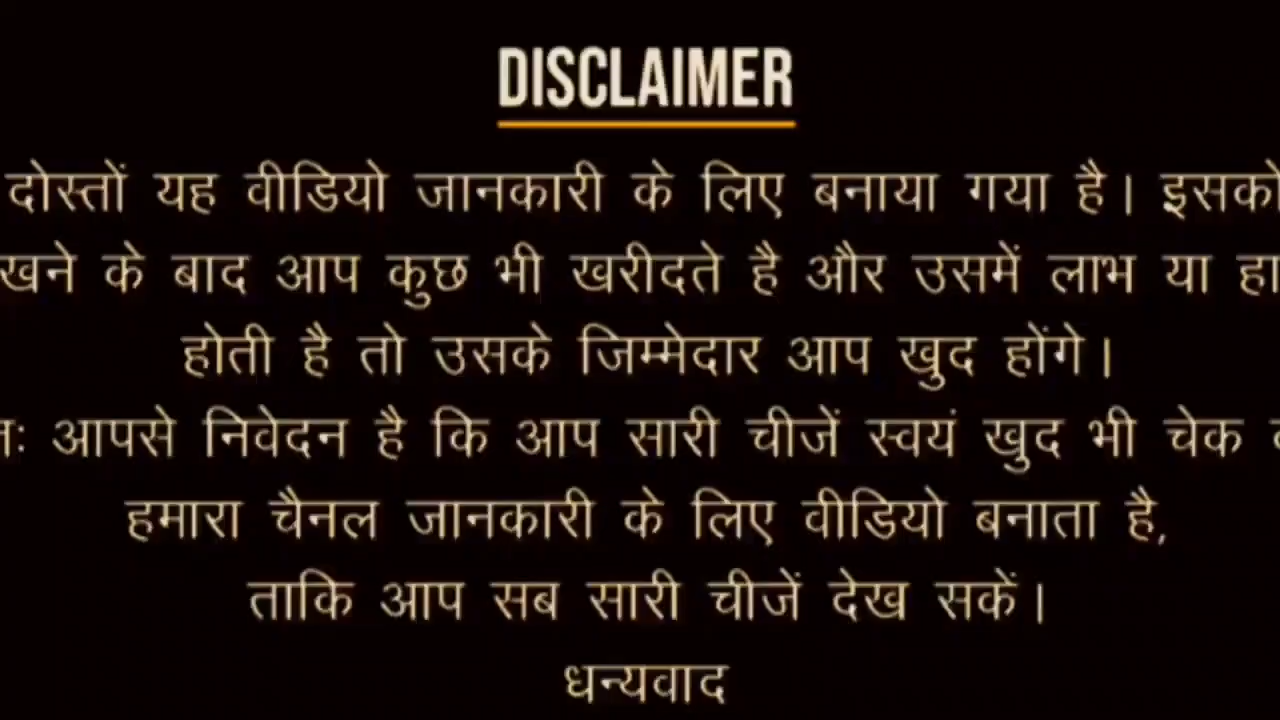 DISCLAIMER
दोस्तों यह वीडियो जानकारी के लिए बनाया गया है। इसको
के बाद आप कुछ भी खरीदते है और उसमें लाभ या
होती है तो उसके जिम्मेदार आप खुद होंगे।
आपसे निवेदन है कि आप सारी चीजें स्वयं खुद भी चेक
हमारा चैनल जानकारी के लिए वीडियो बनाता है,
ताकि आप सब सारी चीजें देख सकें।
धन्यवाद